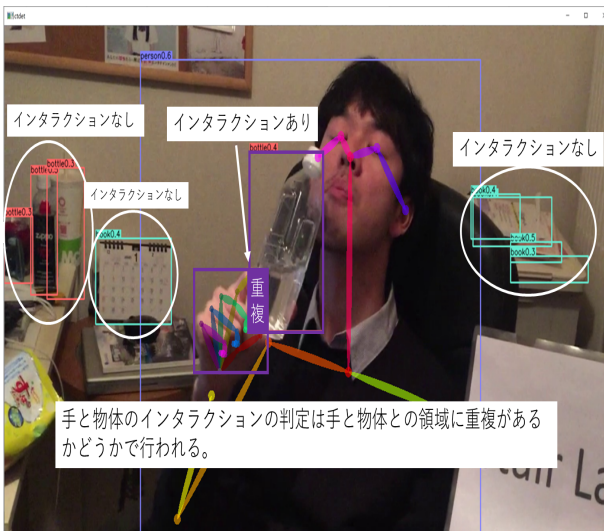 ctdet
person0.6
インタラクションなし
インタラクションあり
インタラクションなし
bottle0.3
bottle0.4
インタラクションなし
book0.4
bottle0.3
book0.4
book0.5
book0.3
重複
手と物体のインタラクションの判定は手と物体との領域に重複がある
かどうかで行われる。